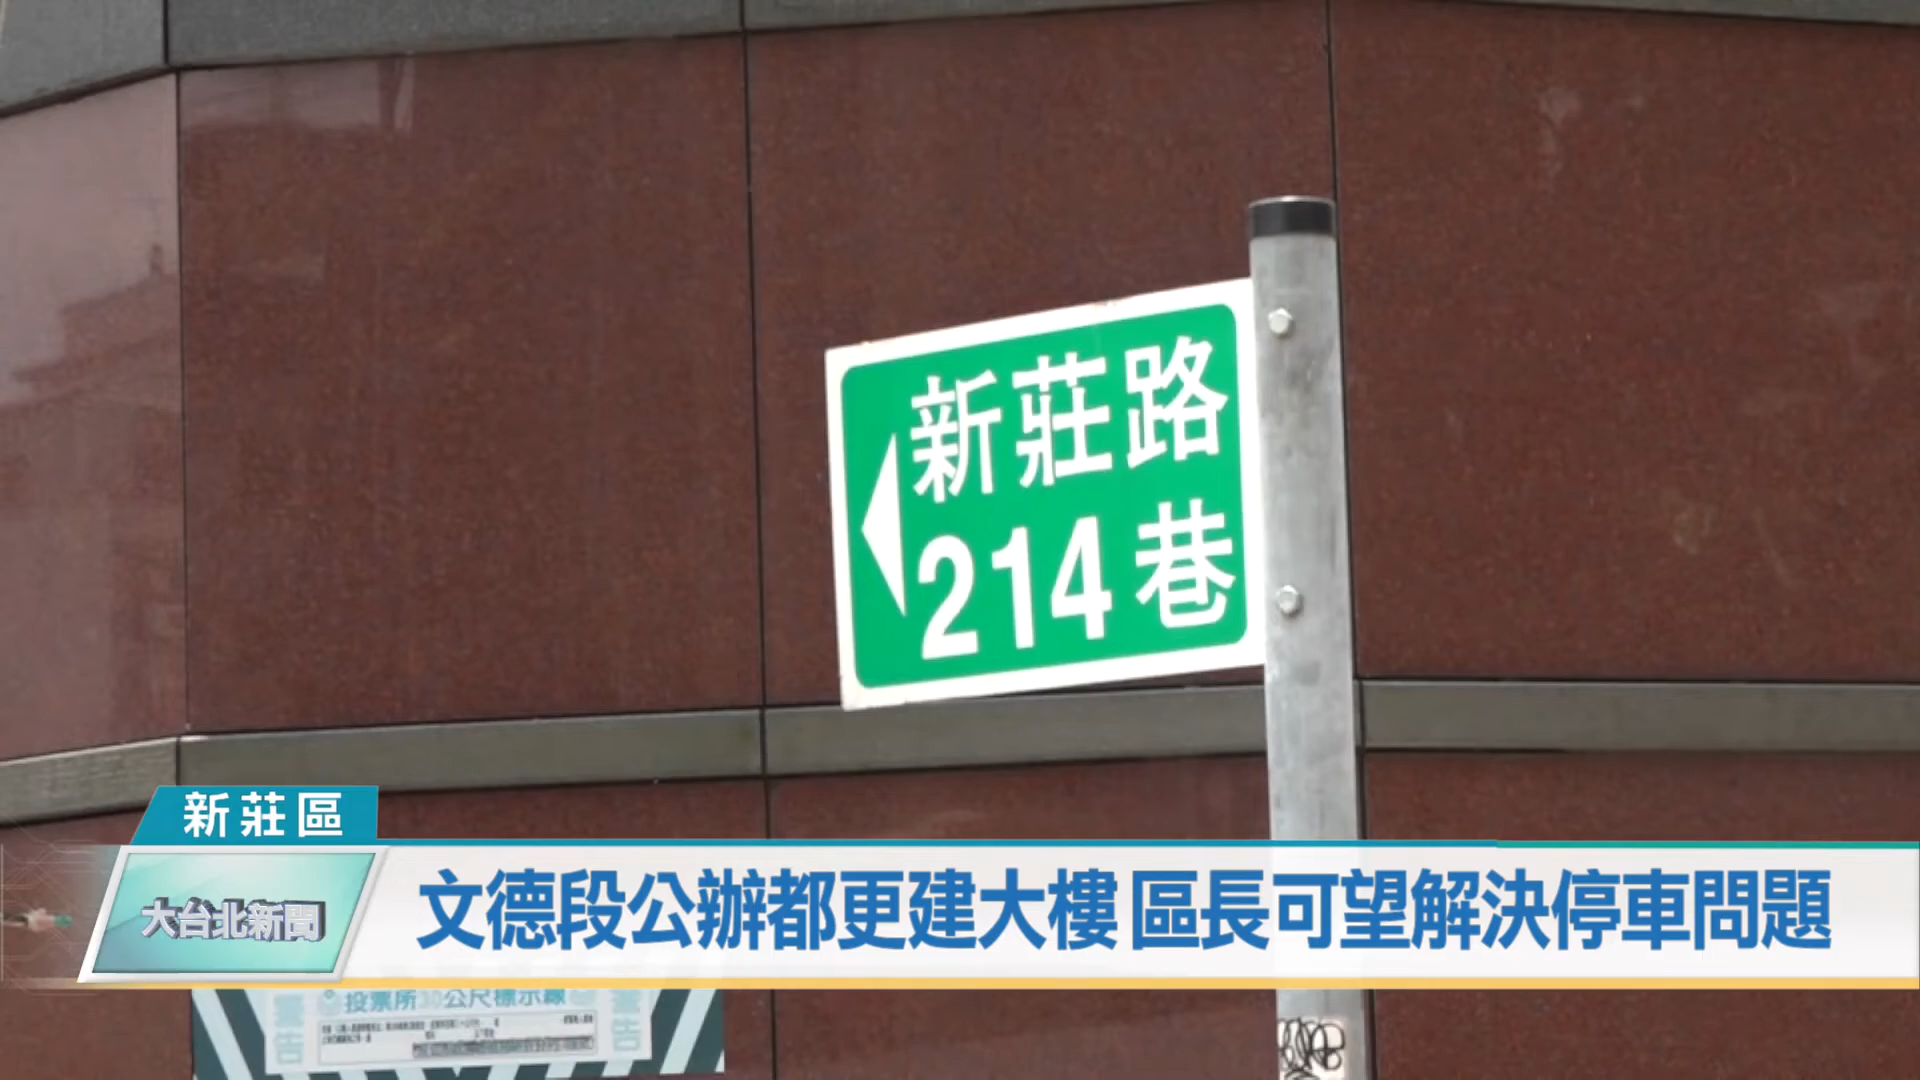 新莊路
214巷
新莊區
大台北新聞
文德段公辦都更建大樓 區長可望解決停車問題
投票所30公尺標示線